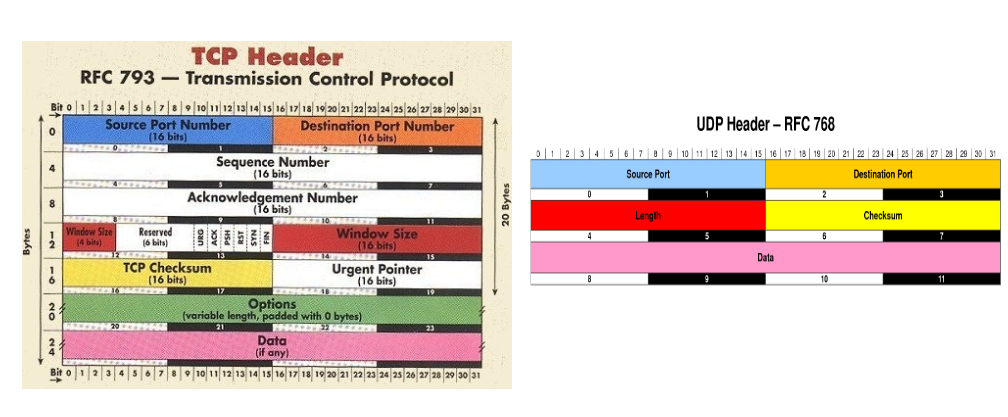 TCP Header
RFC 793 — Transmission Control Protocol
Bit 0 1 2 3 4 5 6 7 8 9 10 11 12 13 14 15 16 17 18 19 20 21 22 23 24 25 26 27 28 29 30 31
0
Source Port Number
(16 bits)
Destination Port Number
(16 bits)
0 1 2 3
4
Sequence Number
(16 bits)
4 5 6 7
8
Acknowledgement Number
(16 bits)
8 9 10 11
12
Window Size
(4 bits)
Reserved
(6 bits)
URG
ACK
PSH
RST
SYN
FIN
Window Size
(16 bits)
12 13 14 15
16
TCP Checksum
(16 bits)
Urgent Pointer
(16 bits)
16 17 18 19
20
Options
(variable length, padded with 0 bytes)
20 21 22 23
24
Data
(if any)
Bit 0 1 2 3 4 5 6 7 8 9 10 11 12 13 14 15 16 17 18 19 20 21 22 23 24 25 26 27 28 29 30 31
Bytes
20 Bytes
UDP Header – RFC 768
0 1 2 3 4 5 6 7 8 9 10 11 12 13 14 15 16 17 18 19 20 21 22 23 24 25 26 27 28 29 30 31
Source Port
Destination Port
0 1 2 3
Length
Checksum
4 5 6 7
Data
8 9 10 11